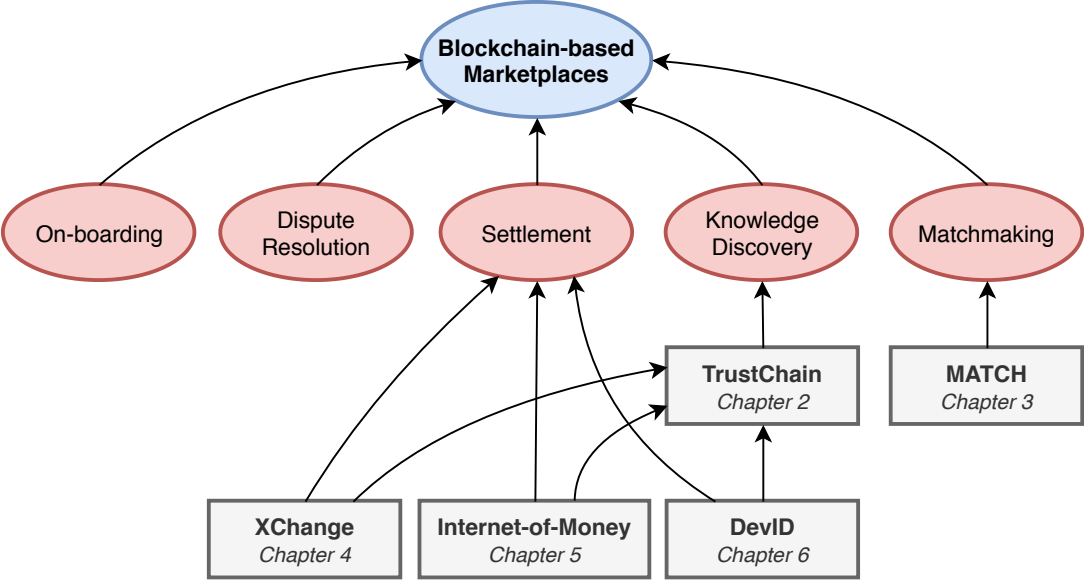 Blockchain-based
Marketplaces
On-boarding
Dispute
Resolution
Settlement
Knowledge
Discovery
Matchmaking
TrustChain
Chapter 2
MATCH
Chapter 3
XChange
Chapter 4
Internet-of-Money
Chapter 5
DevID
Chapter 6